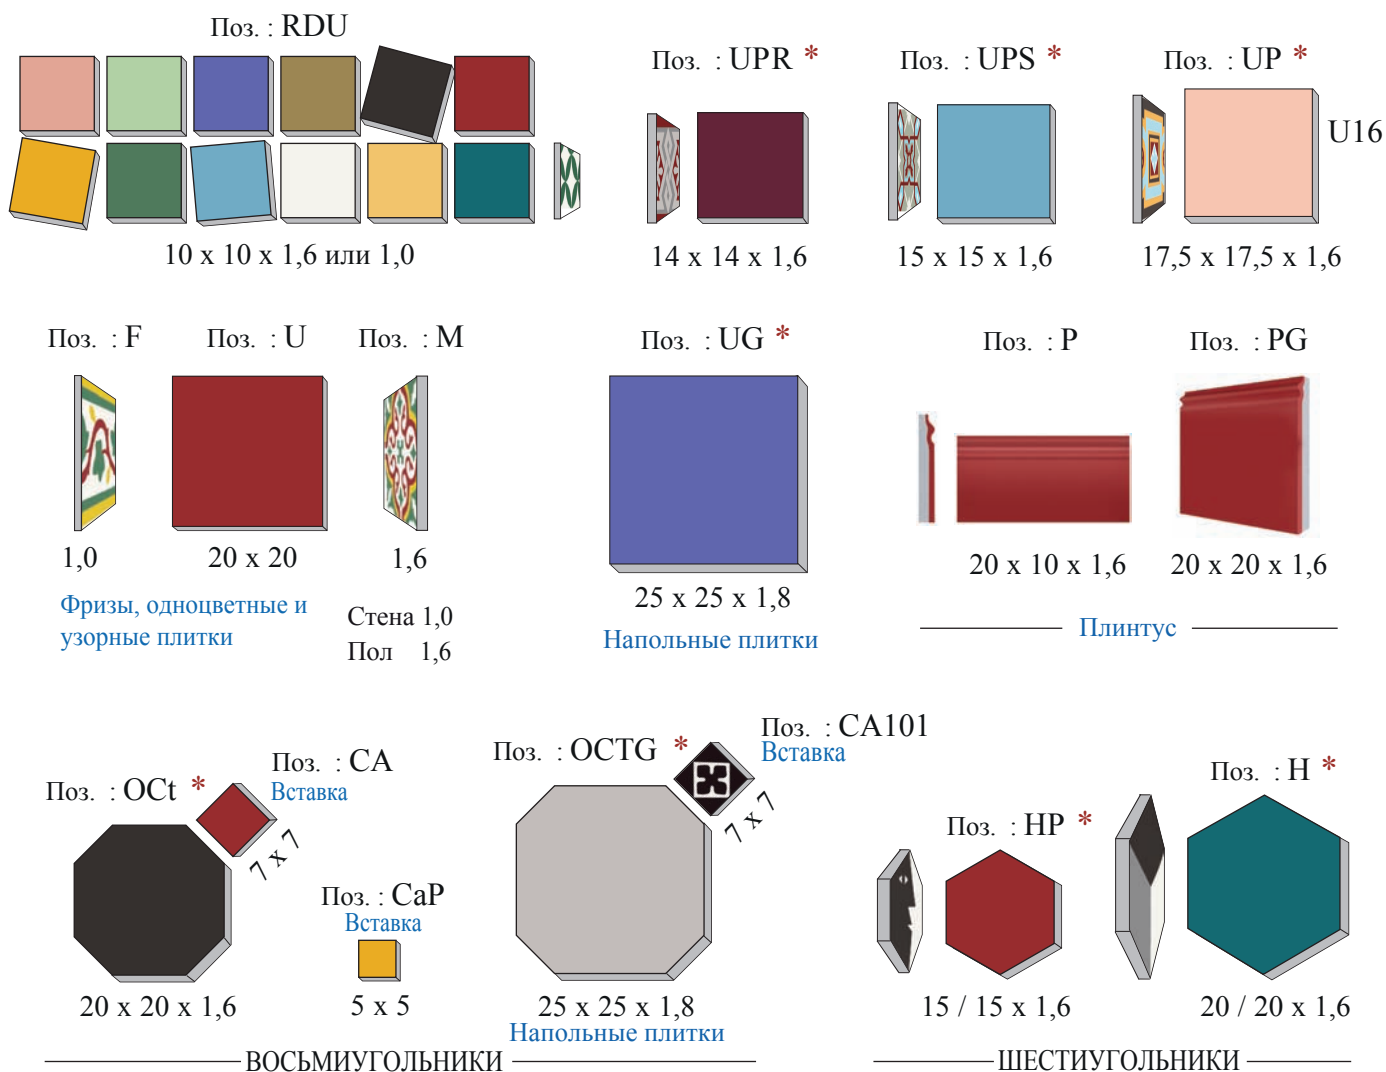 Поз. : RDU
10 x 10 x 1,6 или 1,0
Поз. : UPR *
14 x 14 x 1,6
Поз. : UPS *
15 x 15 x 1,6
Поз. : UP *
U16
17,5 x 17,5 x 1,6
Поз. : F
1,0
Поз. : U
20 x 20
Поз. : M
1,6
Фризы, одноцветные и
узорные плитки
Стена 1,0
Пол 1,6
Поз. : UG *
25 x 25 x 1,8
Напольные плитки
Поз. : P
20 x 10 x 1,6
Поз. : PG
20 x 20 x 1,6
Плинтус
Поз. : OCt *
20 x 20 x 1,6
Поз. : CA
Вставка
7 x 7
Поз. : CaP
Вставка
5 x 5
Поз. : OCTG *
25 x 25 x 1,8
Напольные плитки
Поз. : CA101
Вставка
7 x 7
ВОСЬМИУГОЛЬНИКИ
Поз. : HP *
15 / 15 x 1,6
Поз. : H *
20 / 20 x 1,6
ШЕСТИУГОЛЬНИКИ